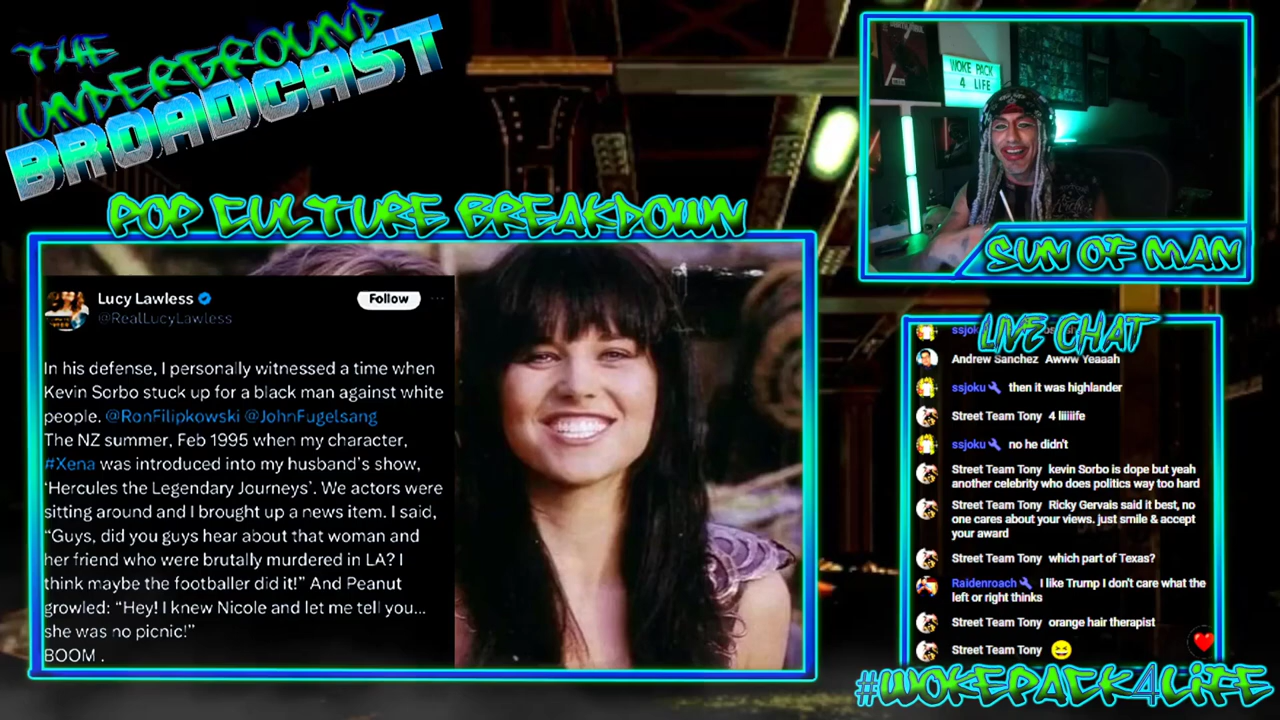 THE
UNDERGROUND
BROADCAST
POP CULTURE BREAKDOWN
Lucy Lawless
Follow
@RealLucyLawless
In his defense, I personally witnessed a time when
Kevin Sorbo stuck up for a black man against white
people. @RonFilipkowski @JohnFugelsang
The NZ summer, Feb 1995 when my character,
#Xena was introduced into my husband's show,
'Hercules the Legendary Journeys'. We actors were
sitting around and I brought up a news item. I said,
"Guys, did you guys hear about that woman and
her friend who were brutally murdered in LA? I
think maybe the footballer did it!" And Peanut
growled: "Hey! I knew Nicole and let me tell you...
she was no picnic!"
BOOM .
WOKE PACK
4 LIFE
SUN OF MAN
LIVE CHAT
Andrew Sanchez Awww Yeaaah
ssjoku then it was highlander
Street Team Tony 4 liiiiife
ssjoku no he didn't
Street Team Tony kevin Sorbo is dope but yeah
another celebrity who does politics way too hard
Street Team Tony Ricky Gervais said it best, no
one cares about your views. just smile & accept
your award
Street Team Tony which part of Texas?
Raidenroach I like Trump I don't care what the
left or right thinks
Street Team Tony orange hair therapist
Street Team Tony
#WOKEPACK4LIFE